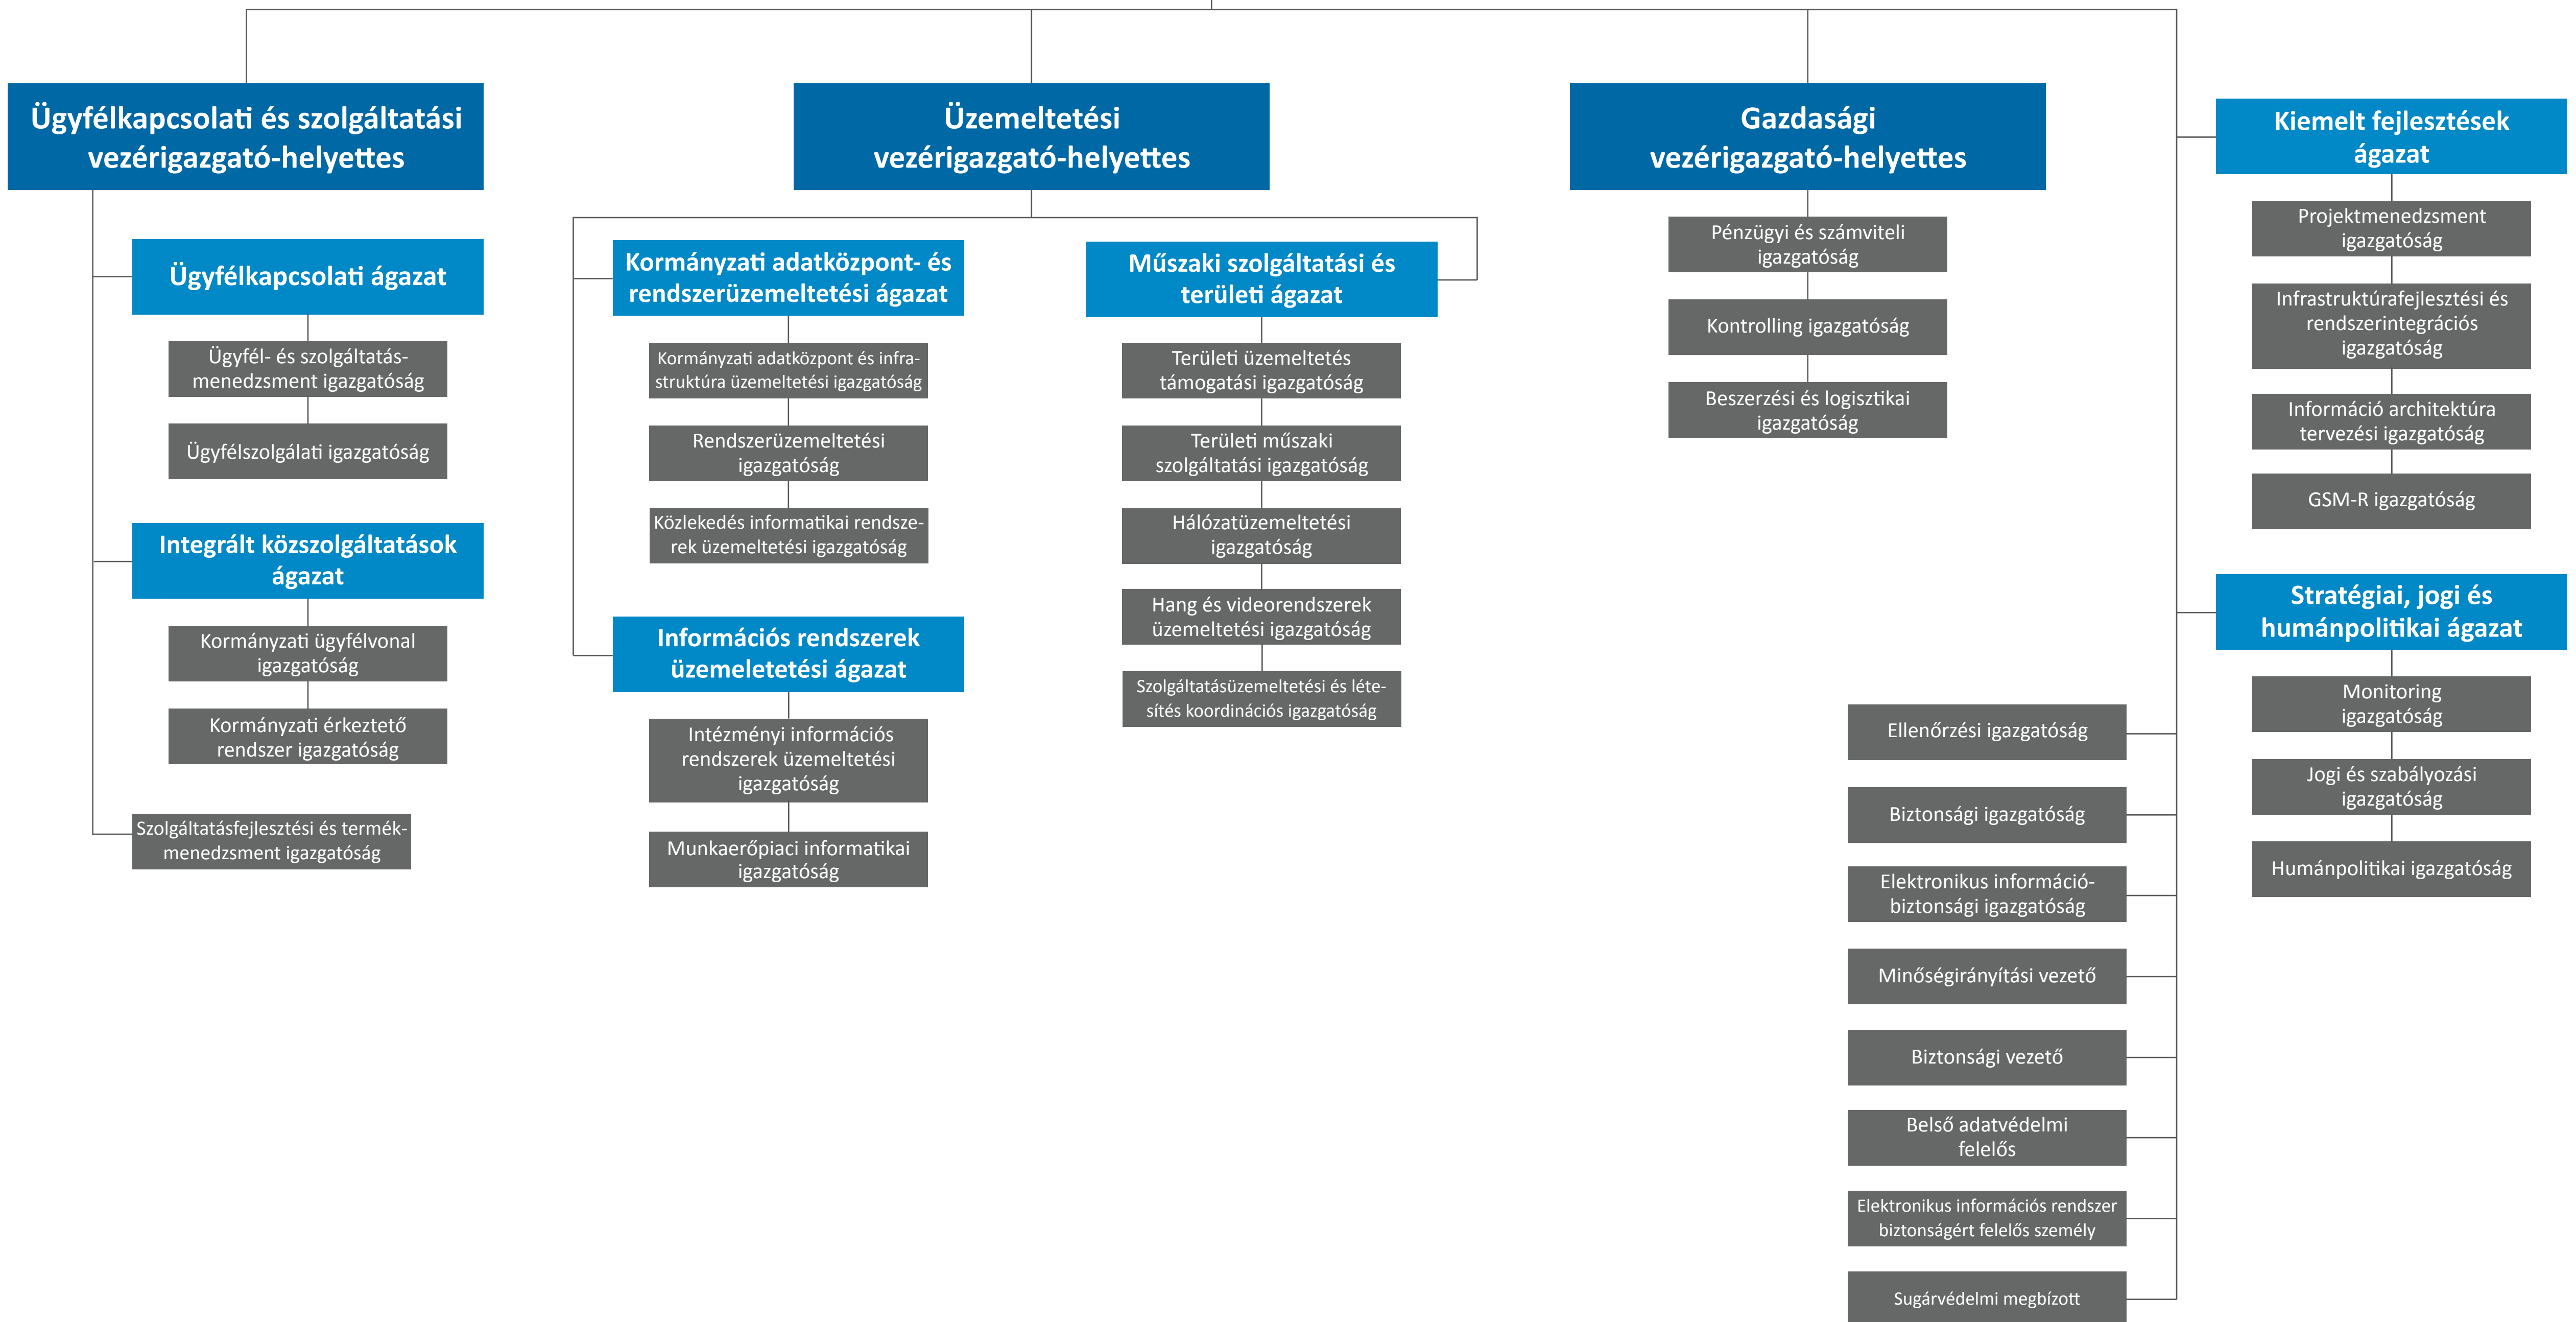 Ügyfélkapcsolati és szolgáltatási
vezérigazgató-helyettes
Ügyfélkapcsolati ágazat
Ügyfél- és szolgáltatás-
menedzsment igazgatóság
Ügyfélszolgálati igazgatóság
Integrált közszolgáltatások
ágazat
Kormányzati ügyfélvonal
igazgatóság
Kormányzati érkeztető
rendszer igazgatóság
Szolgáltatásfejlesztési és termék-
menedzsment igazgatóság
Üzemeltetési
vezérigazgató-helyettes
Kormányzati adatközpont- és
rendszerüzemeltetési ágazat
Kormányzati adatközpont és infra-
struktúra üzemeltetési igazgatóság
Rendszerüzemeltetési
igazgatóság
Közlekedés informatikai rendsze-
rek üzemeltetési igazgatóság
Információs rendszerek
üzemeletetési ágazat
Intézményi információs
rendszerek üzemeltetési
igazgatóság
Munkaerőpiaci informatikai
igazgatóság
Műszaki szolgáltatási és
területi ágazat
Területi üzemeltetés
támogatási igazgatóság
Területi műszaki
szolgáltatási igazgatóság
Hálózatüzemeltetési
igazgatóság
Hang és videorendszerek
üzemeltetési igazgatóság
Szolgáltatásüzemeltetési és léte-
sítés koordinációs igazgatóság
Gazdasági
vezérigazgató-helyettes
Pénzügyi és számviteli
igazgatóság
Kontrolling igazgatóság
Beszerzési és logisztikai
igazgatóság
Ellenőrzési igazgatóság
Biztonsági igazgatóság
Elektronikus információ-
biztonsági igazgatóság
Minőségirányítási vezető
Biztonsági vezető
Belső adatvédelmi
felelős
Elektronikus információs rendszer
biztonságért felelős személy
Sugárvédelmi megbízott
Kiemelt fejlesztések
ágazat
Projektmenedzsment
igazgatóság
Infrastruktúrafejlesztési és
rendszerintegrációs
igazgatóság
Információ architektúra
tervezési igazgatóság
GSM-R igazgatóság
Stratégiai, jogi és
humánpolitikai ágazat
Monitoring
igazgatóság
Jogi és szabályozási
igazgatóság
Humánpolitikai igazgatóság